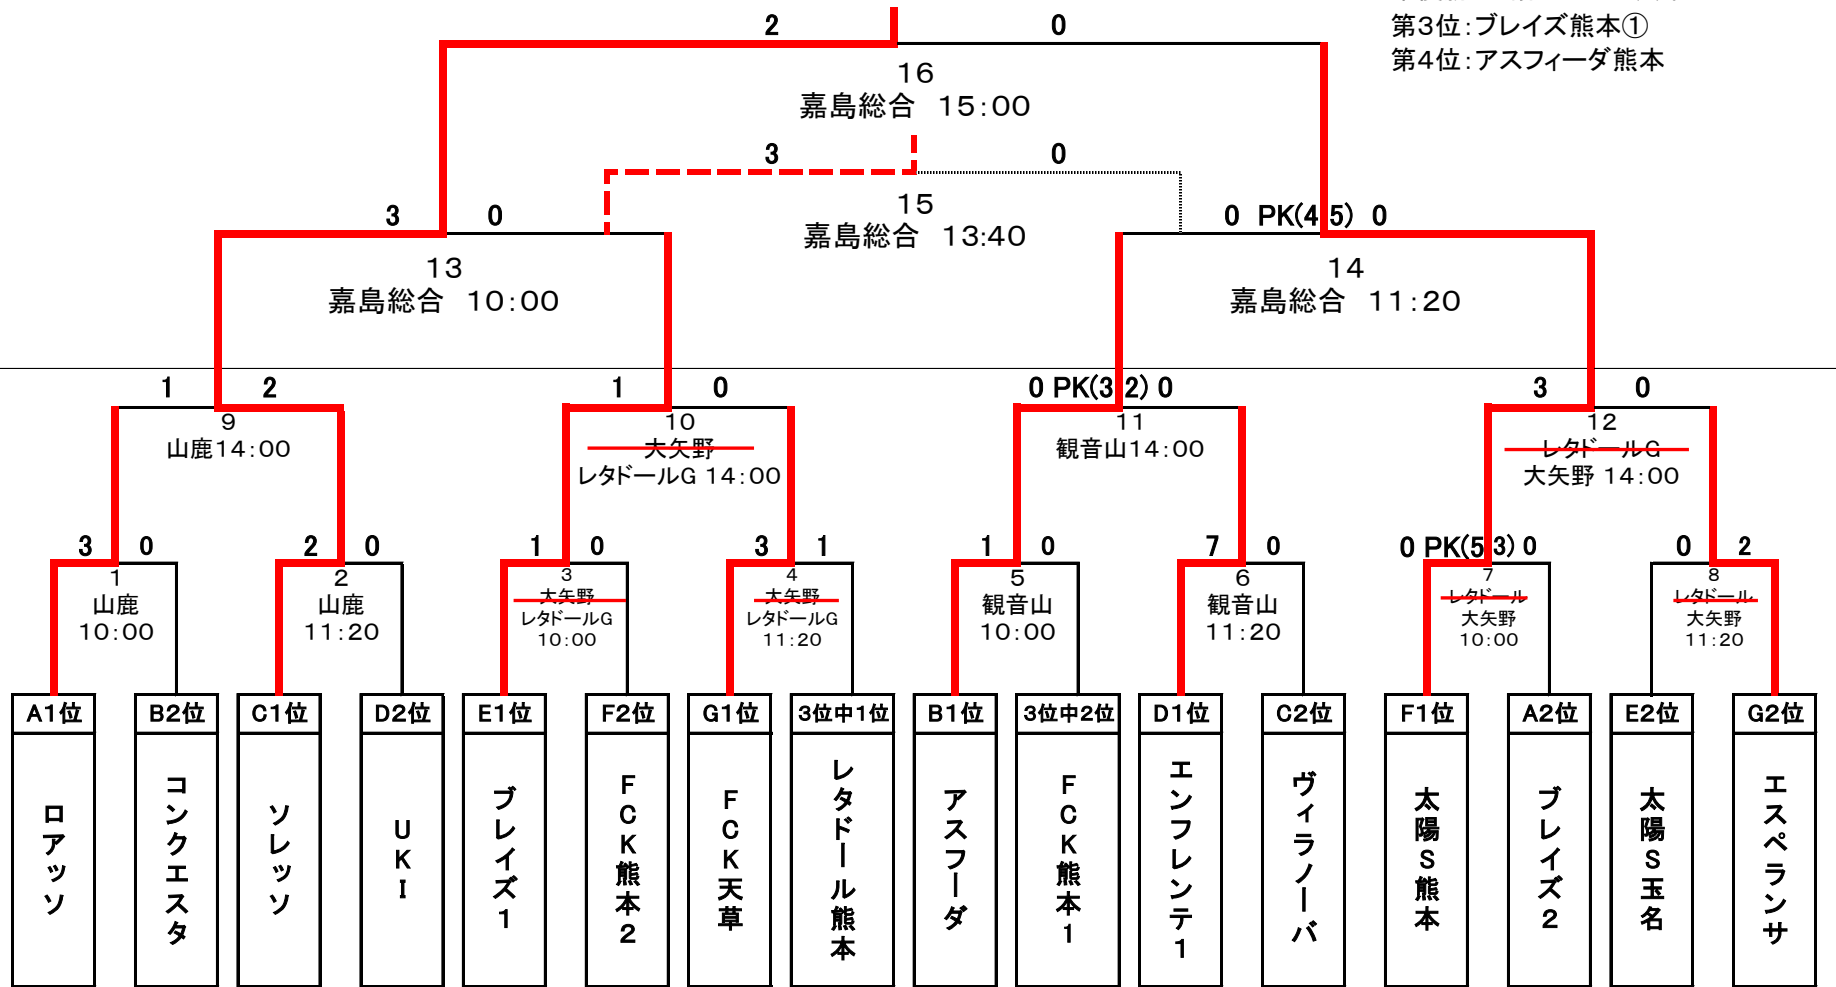 第3位：ブレイズ熊本①
第4位：アスフィーダ熊本
2 0
16
嘉島総合 15：00
3 0
15
嘉島総合 13:40
3 0
13
嘉島総合 10：00
0 PK(4 5) 0
14
嘉島総合 11：20
1 2
9
山鹿14：00
1 0
10
大矢野
レタドールG 14：00
0 PK(3 2) 0
11
観音山14：00
3 0
12
レタドールG
大矢野 14：00
3 0
1
山鹿
10：00
2 0
2
山鹿
11：20
1 0
3
大矢野
レタドールG
10：00
3 1
4
大矢野
レタドールG
11：20
1 0
5
観音山
10：00
7 0
6
観音山
11：20
0 PK(5 3) 0
7
レタドール
大矢野
10：00
0 2
8
レタドール
大矢野
11：20
A1位
ロアッソ
B2位
コンクエスタ
C1位
ソレッソ
D2位
UKI
E1位
ブレイズ1
F2位
FCK熊本2
G1位
FCK天草
3位中1位
レタドール熊本
B1位
アスフーダ
3位中2位
FCK熊本1
D1位
エンフレンテ1
C2位
ヴィラノーバ
F1位
太陽S熊本
A2位
ブレイズ2
E2位
太陽S玉名
G2位
エスペランサ